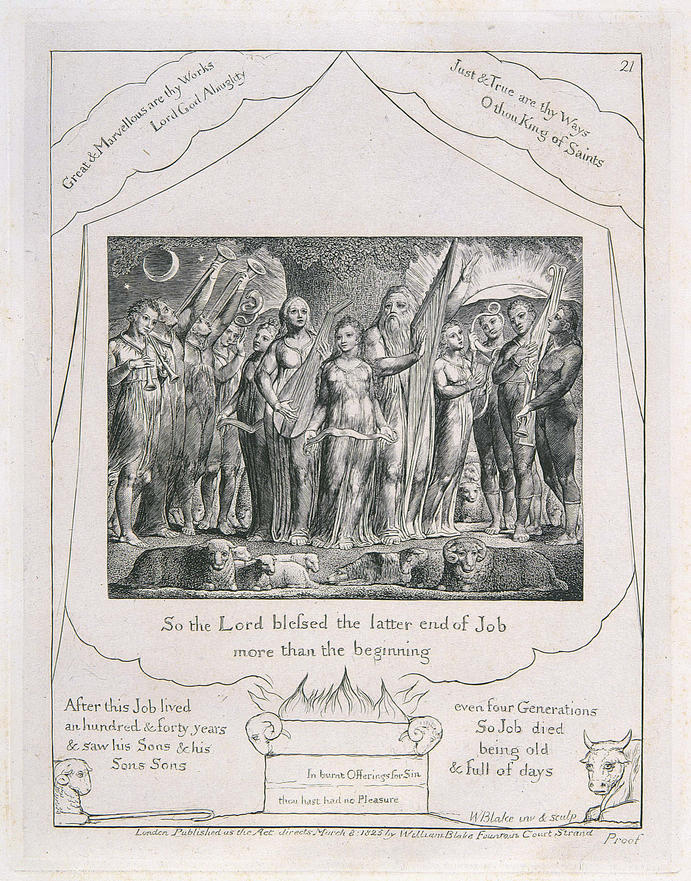 21
Great & Marvellous are thy Works
Lord God Almighty
Just & True are thy Ways
O thou King of Saints
So the Lord blefsed the latter end of Job
more than the beginning
After this Job lived
an hundred & forty years
& saw his Sons & his
Sons Sons
even four Generations
So Job died
being old
& full of days
In burnt Offerings for Sin
thou hast had no Pleasure
WBlake inv & sculp
London Published as the Act directs March 8: 1825 by William Blake Fountain Court Strand
Proof